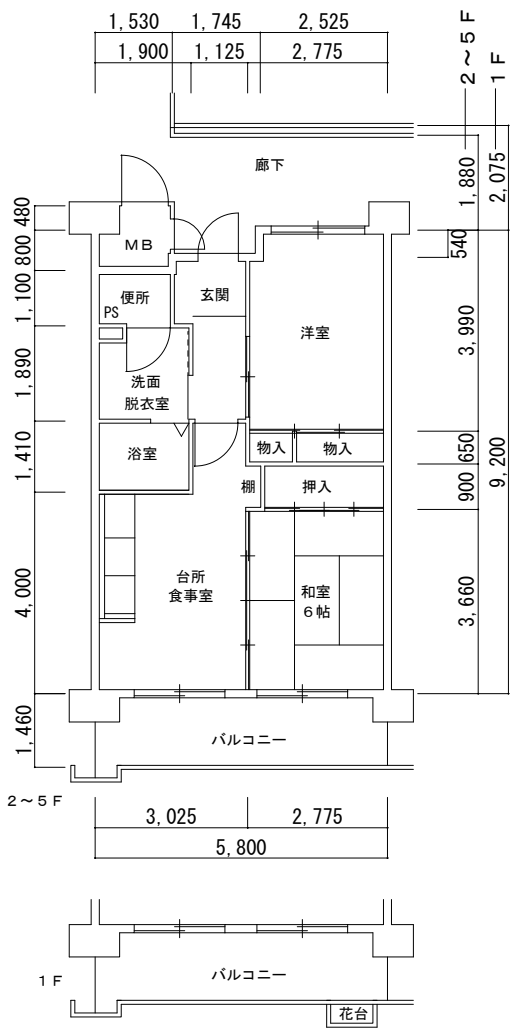 1,530 1,745 2,525
1,900 1,125 2,775
2～5F
1F
廊下
1,880
2,075
480
800
1,100
1,890
1,410
4,000
1,460
540
3,990
650
900
3,660
9,200
MB
便所
PS
玄関
洋室
洗面
脱衣室
浴室
物入 物入
棚
押入
台所
食事室
和室
6帖
バルコニー
2～5F
3,025 2,775
5,800
1F
バルコニー
花台